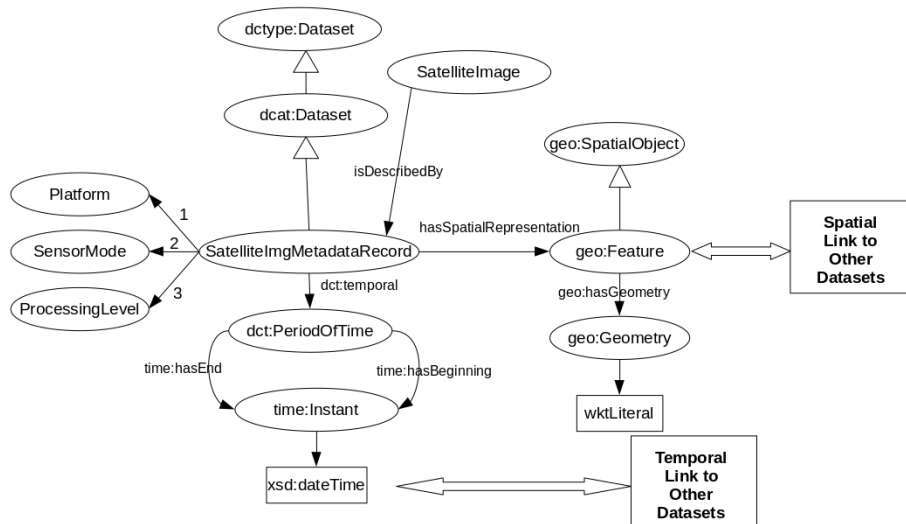 dctype:Dataset
SatelliteImage
dcat:Dataset
geo:SpatialObject
isDescribedBy
Platform
1
hasSpatialRepresentation
Spatial
Link to
Other
Datasets
SensorMode
2
SatelliteImgMetadataRecord
geo:Feature
3
dct:temporal
geo:hasGeometry
ProcessingLevel
dct:PeriodOfTime
geo:Geometry
time:hasEnd
time:hasBeginning
time:Instant
wktLiteral
xsd:dateTime
Temporal
Link to
Other
Datasets